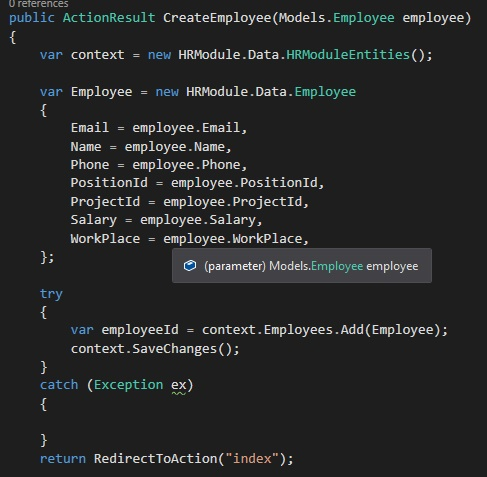 0 references
public ActionResult CreateEmployee(Models.Employee employee)
{
    var context = new HRModule.Data.HRModuleEntities();

    var Employee = new HRModule.Data.Employee
    {
        Email = employee.Email,
        Name = employee.Name,
        Phone = employee.Phone,
        PositionId = employee.PositionId,
        ProjectId = employee.ProjectId,
        Salary = employee.Salary,
        WorkPlace = employee.WorkPlace,
    };
(parameter) Models.Employee employee

    try
    {
        var employeeId = context.Employees.Add(Employee);
        context.SaveChanges();
    }
    catch (Exception ex)
    {

    }
    return RedirectToAction("index");